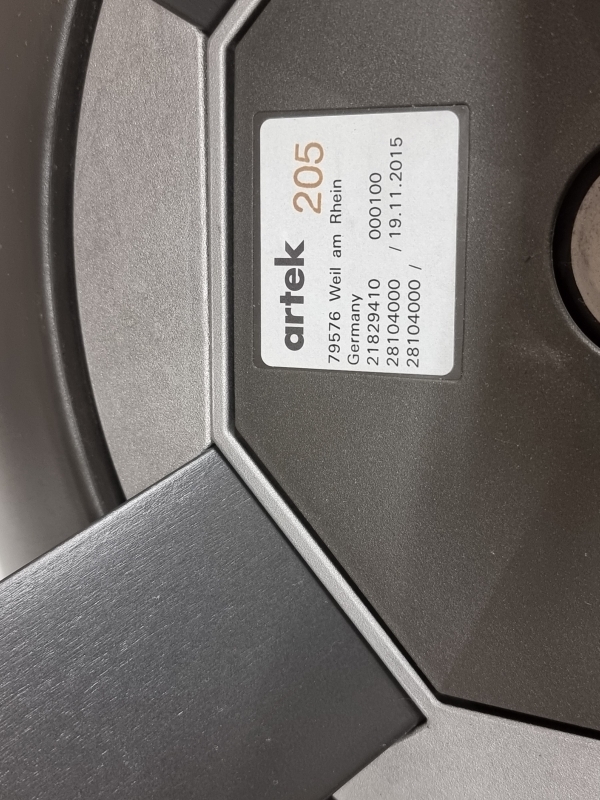 artek 205
79576 Weil am Rhein
Germany
21829410 000100
28104000 / 19.11.2015
28104000 /